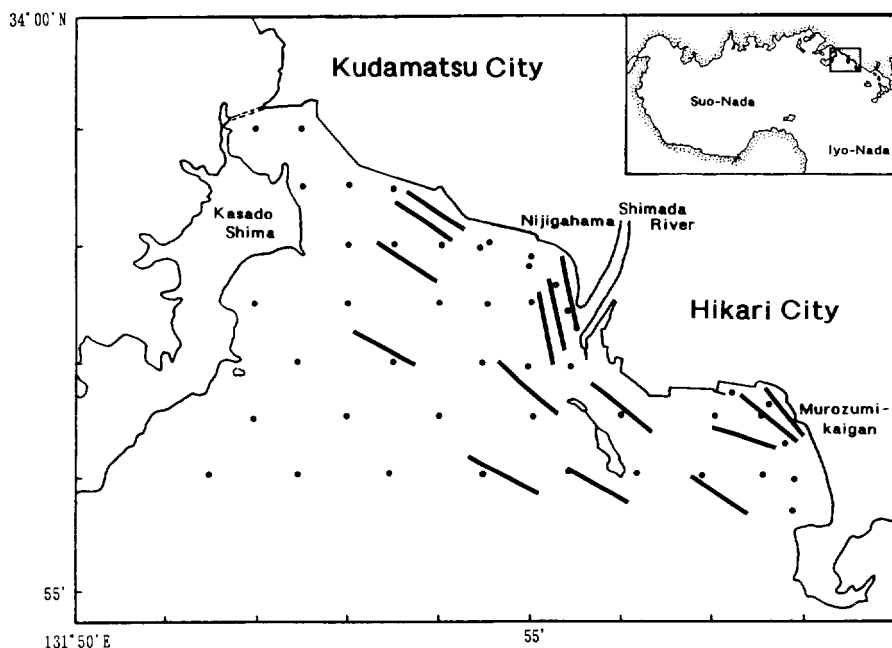 34°00'N
Kudamatsu City
Suo-Nada
Iyo-Nada
Kasado
Shima
Nijigahama
Shimada
River
Hikari City
Murozumi-
kaigan
55'
131°50'E
55'